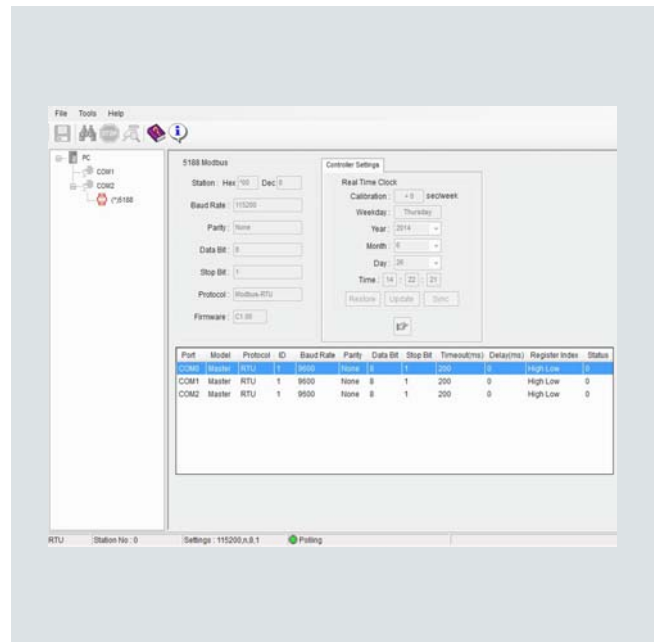 File Tools Help
PC
COM1
COM2
(*)5188
5188 Modbus
Station : Hex *00 Dec 0
Baud Rate : 115200
Parity : None
Data Bit : 8
Stop Bit : 1
Protocol : Modbus-RTU
Firmware : C1.00
Controller Settings
Real Time Clock
Calibration : + 0 sec/week
Weekday : Thursday
Year : 2014
Month : 6
Day : 26
Time : 14 : 22 : 21
Restore Update Sync
Port Model Protocol ID Baud Rate Parity Data Bit Stop Bit Timeout(ms) Delay(ms) Register Index Status
COM0 Master RTU 1 9600 None 8 1 200 0 High Low 0
COM1 Master RTU 1 9600 None 8 1 200 0 High Low 0
COM2 Master RTU 1 9600 None 8 1 200 0 High Low 0
RTU Station No : 0 Settings : 115200,n,8,1 Polling